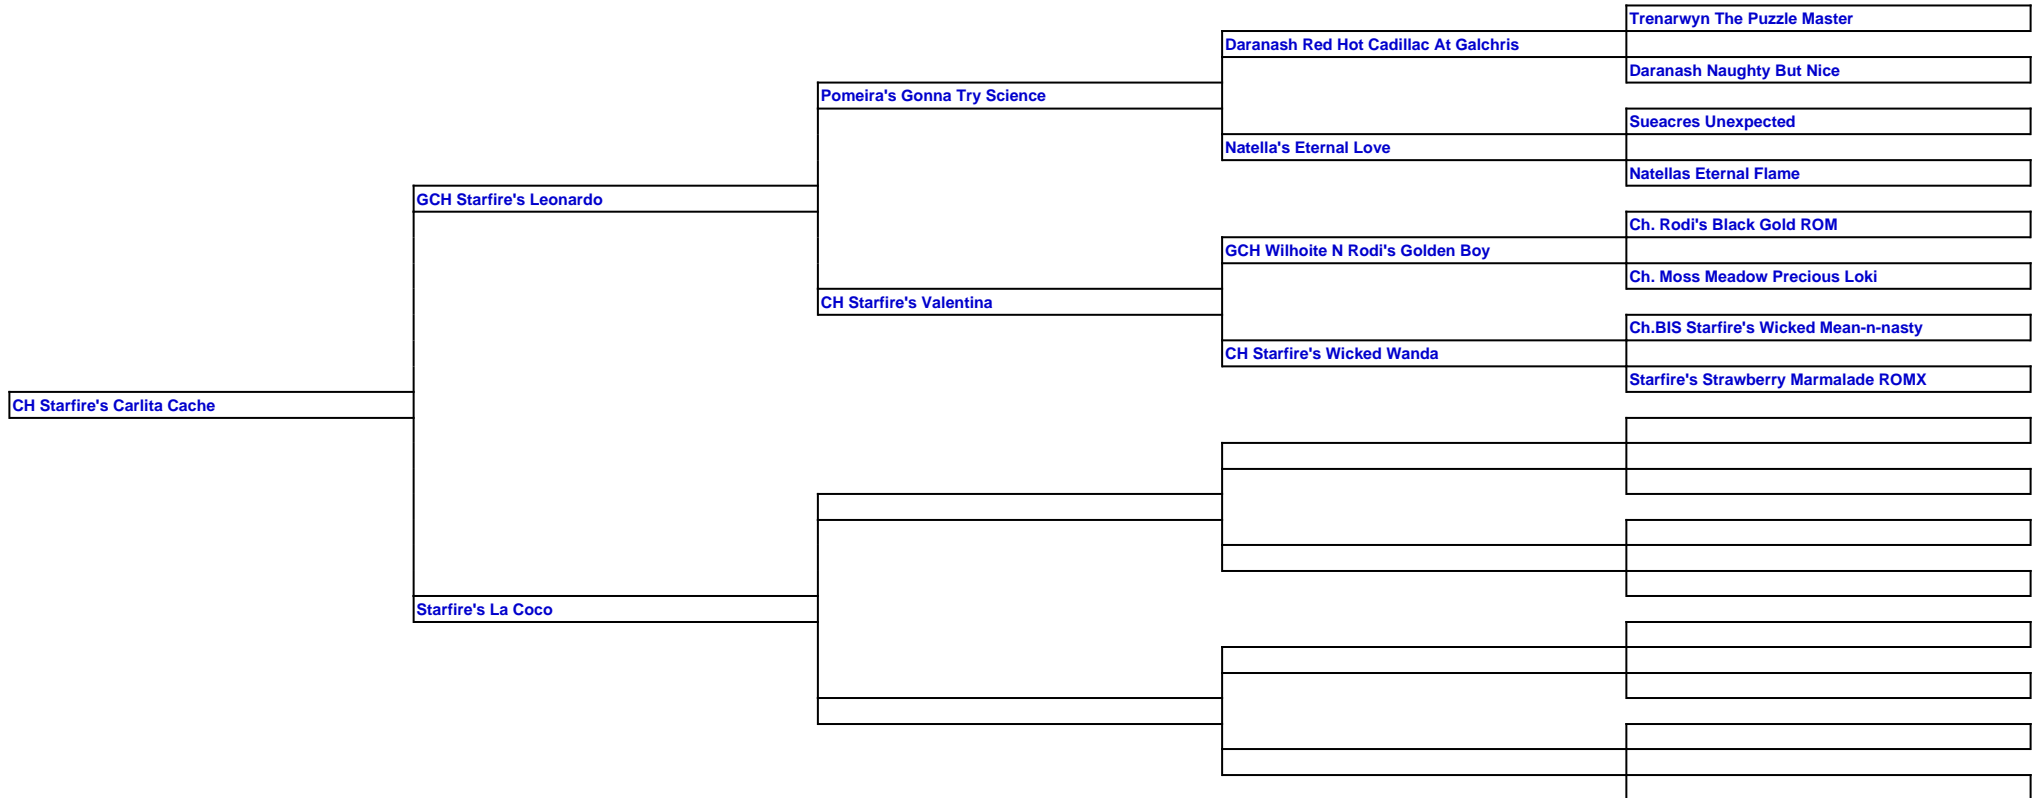 Trenarwyn The Puzzle Master
Daranash Red Hot Cadillac At Galchris
Daranash Naughty But Nice
Pomeira's Gonna Try Science
Sueacres Unexpected
Natella's Eternal Love
Natellas Eternal Flame
GCH Starfire's Leonardo
Ch. Rodi's Black Gold ROM
GCH Wilhoite N Rodi's Golden Boy
Ch. Moss Meadow Precious Loki
CH Starfire's Valentina
Ch.BIS Starfire's Wicked Mean-n-nasty
CH Starfire's Wicked Wanda
Starfire's Strawberry Marmalade ROMX
CH Starfire's Carlita Cache
Starfire's La Coco